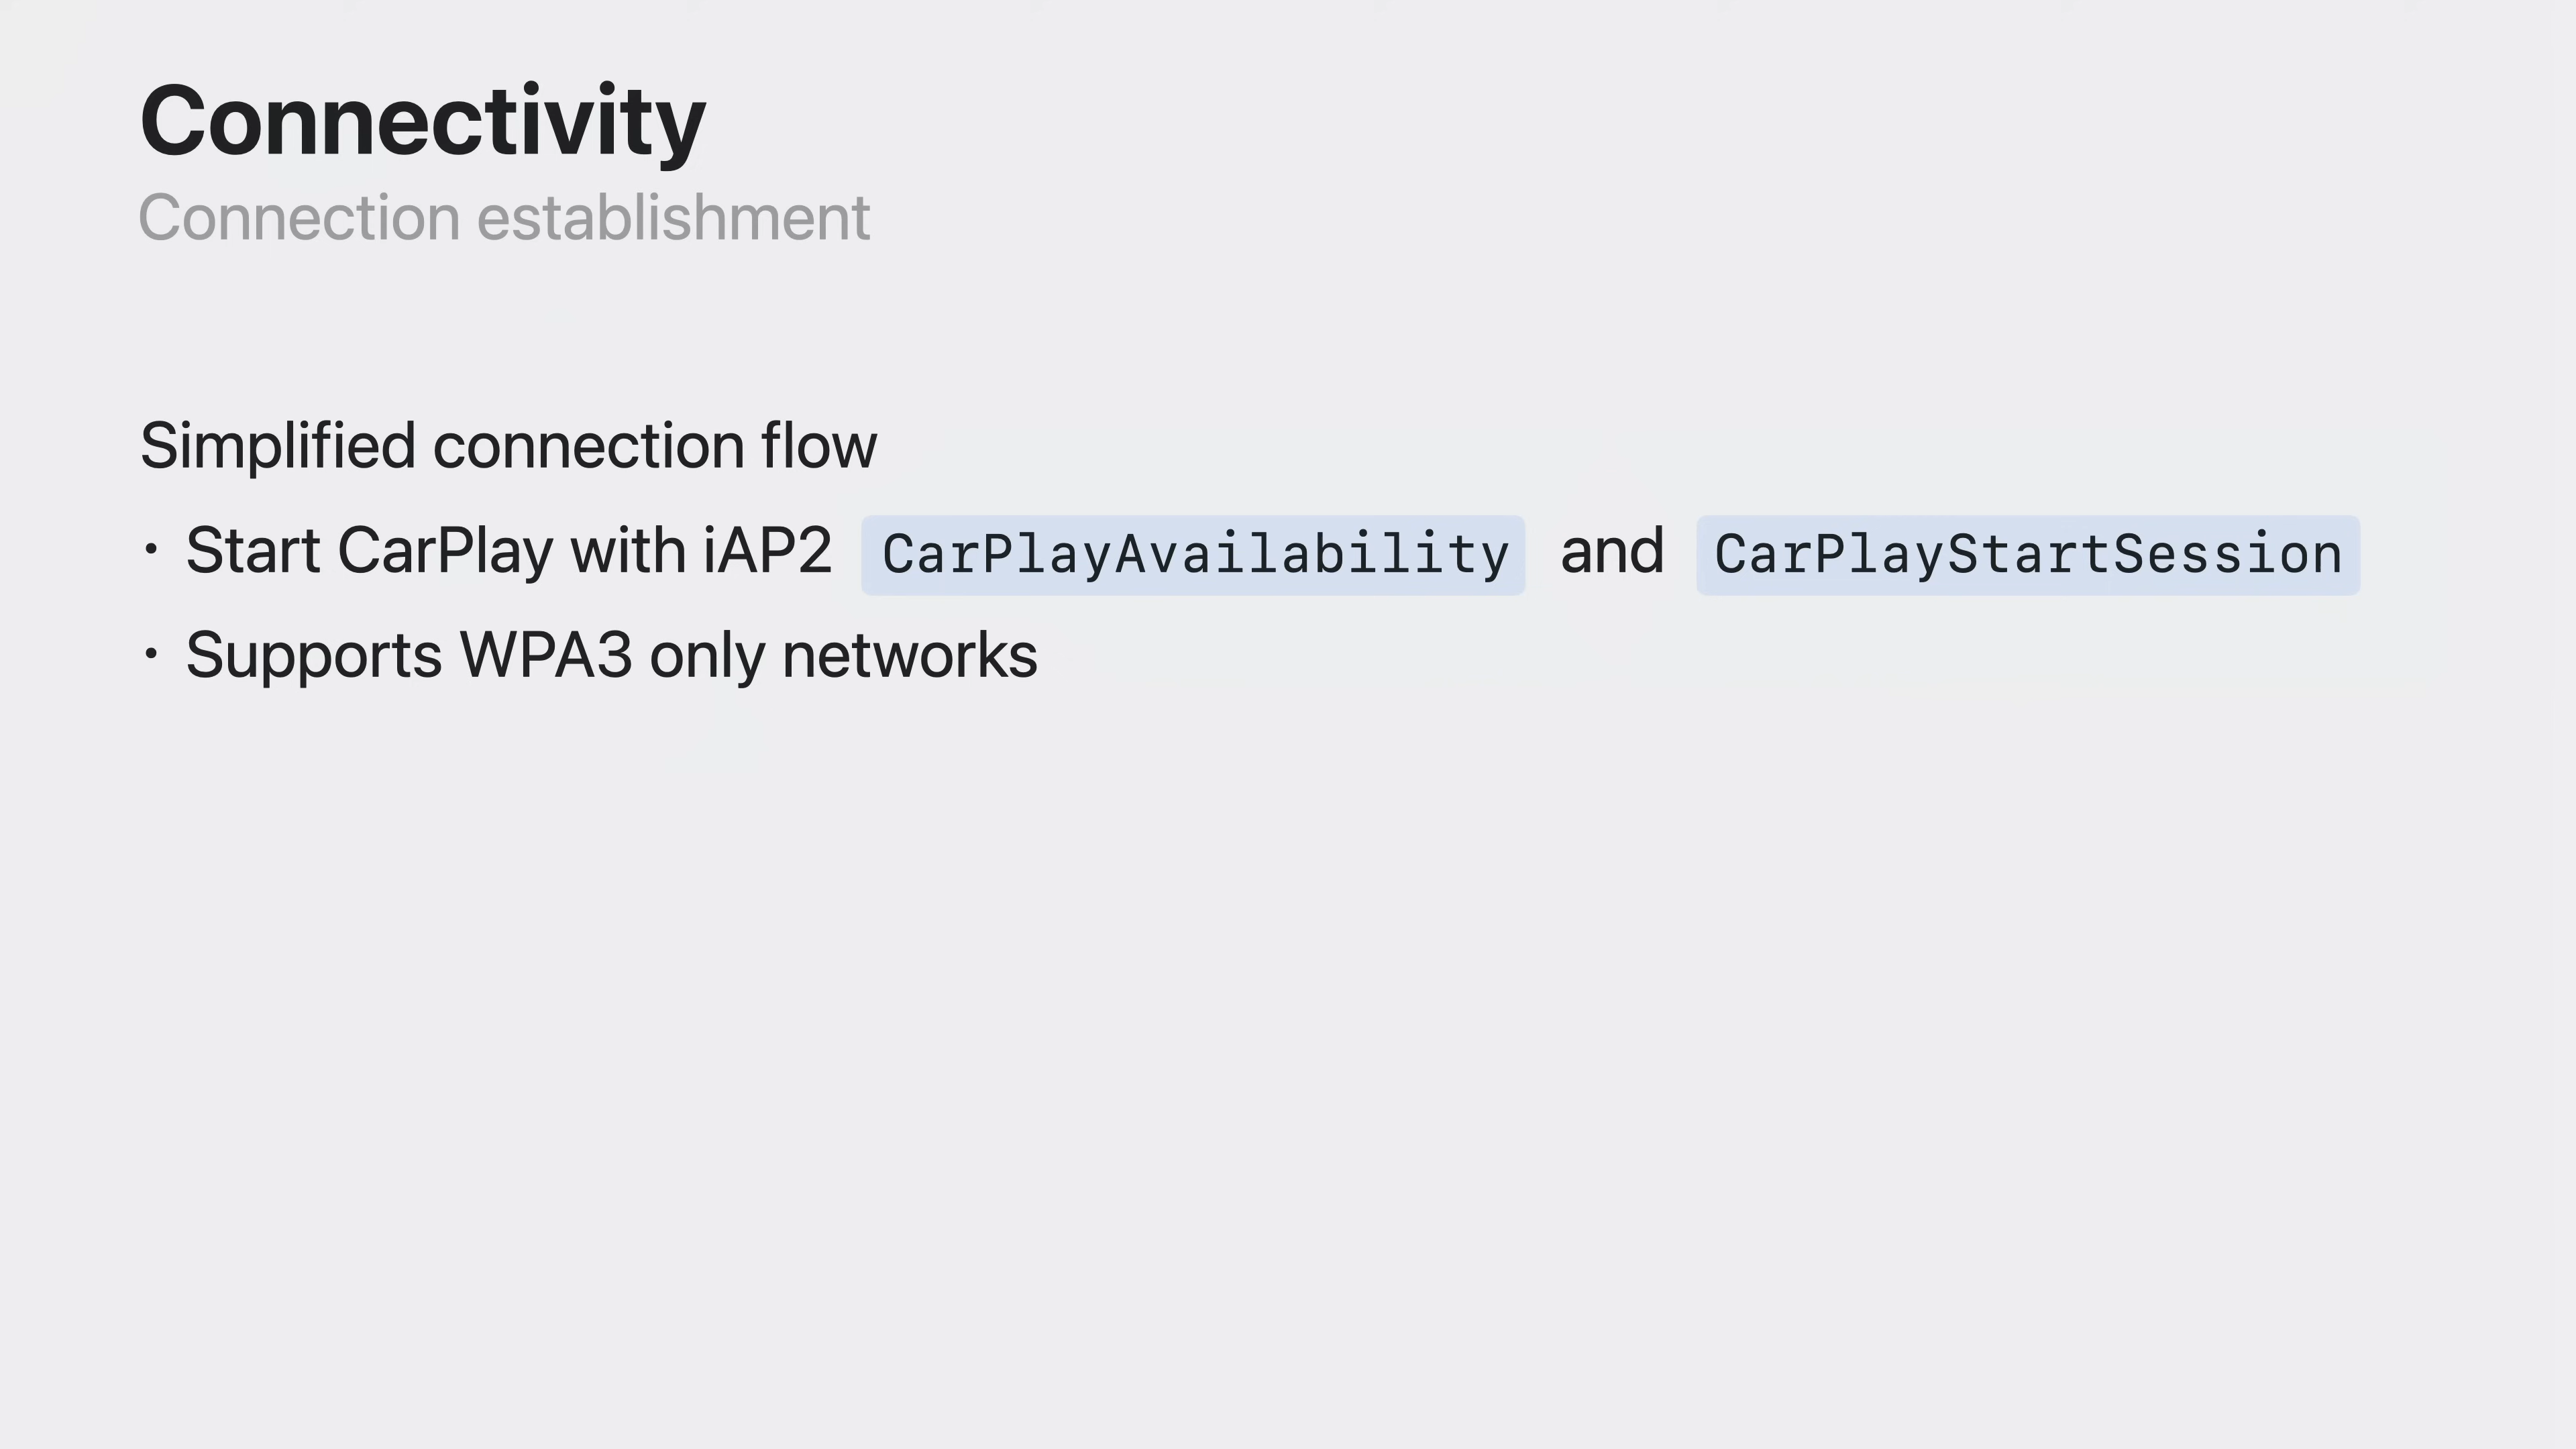 Connectivity
Connection establishment
Simplified connection flow
• Start CarPlay with iAP2 CarPlayAvailability and CarPlayStartSession
• Supports WPA3 only networks